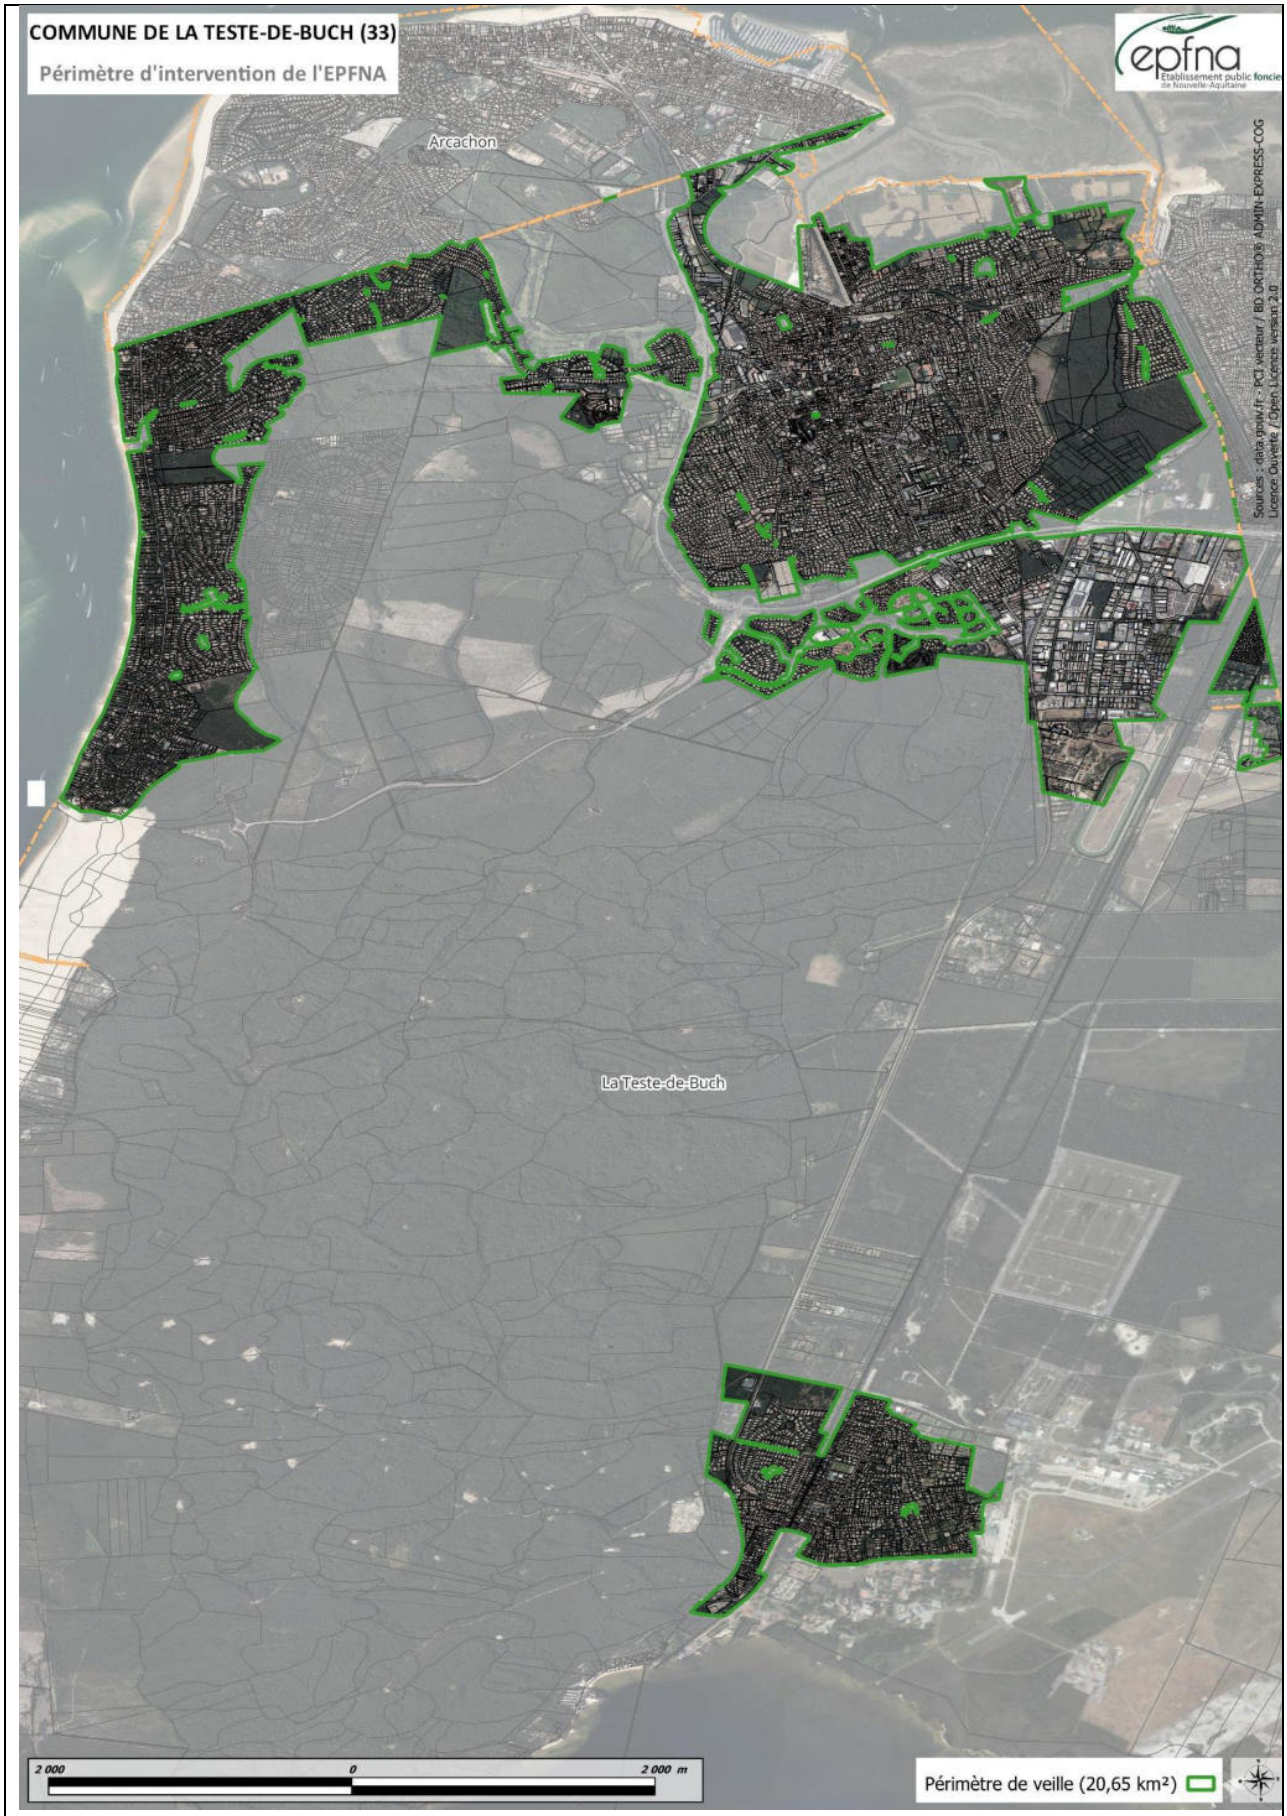 COMMUNE DE LA TESTE-DE-BUCH (33)
Périmètre d'intervention de l'EPFNA
epfna
Etablissement public foncie
de Nouvelle-Aquitaine
Arcachon
Sources : data.gouv.fr - PCI vecteur / BD ORTHO® ADMIN-EXPRESS-COG
Licence Ouverte / Open Licence version 2.0
La Teste-de-Buch
2 000 0 2 000 m
Périmètre de veille (20,65 km²)